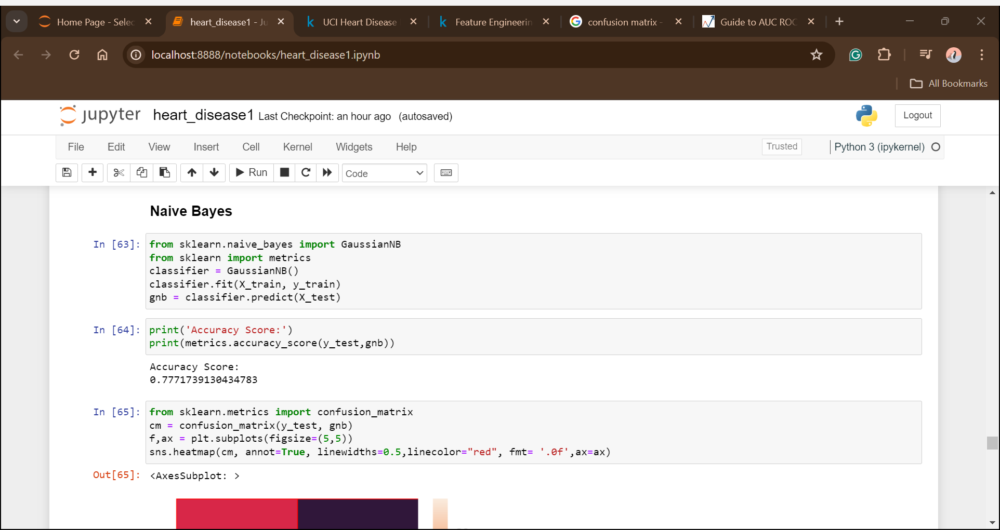 Home Page - Selec
heart_disease1 - Ju
UCI Heart Disease
Feature Engineerin
confusion matrix -
Guide to AUC ROC
localhost:8888/notebooks/heart_disease1.ipynb
All Bookmarks
jupyter heart_disease1 Last Checkpoint: an hour ago (autosaved)
Logout
File Edit View Insert Cell Kernel Widgets Help
Trusted
Python 3 (ipykernel)
Run
Code
Naive Bayes
In [63]: from sklearn.naive_bayes import GaussianNB
from sklearn import metrics
classifier = GaussianNB()
classifier.fit(X_train, y_train)
gnb = classifier.predict(X_test)
In [64]: print('Accuracy Score:')
print(metrics.accuracy_score(y_test,gnb))
Accuracy Score:
0.7771739130434783
In [65]: from sklearn.metrics import confusion_matrix
cm = confusion_matrix(y_test, gnb)
f,ax = plt.subplots(figsize=(5,5))
sns.heatmap(cm, annot=True, linewidths=0.5,linecolor="red", fmt= '.0f',ax=ax)
Out[65]: <AxesSubplot: >